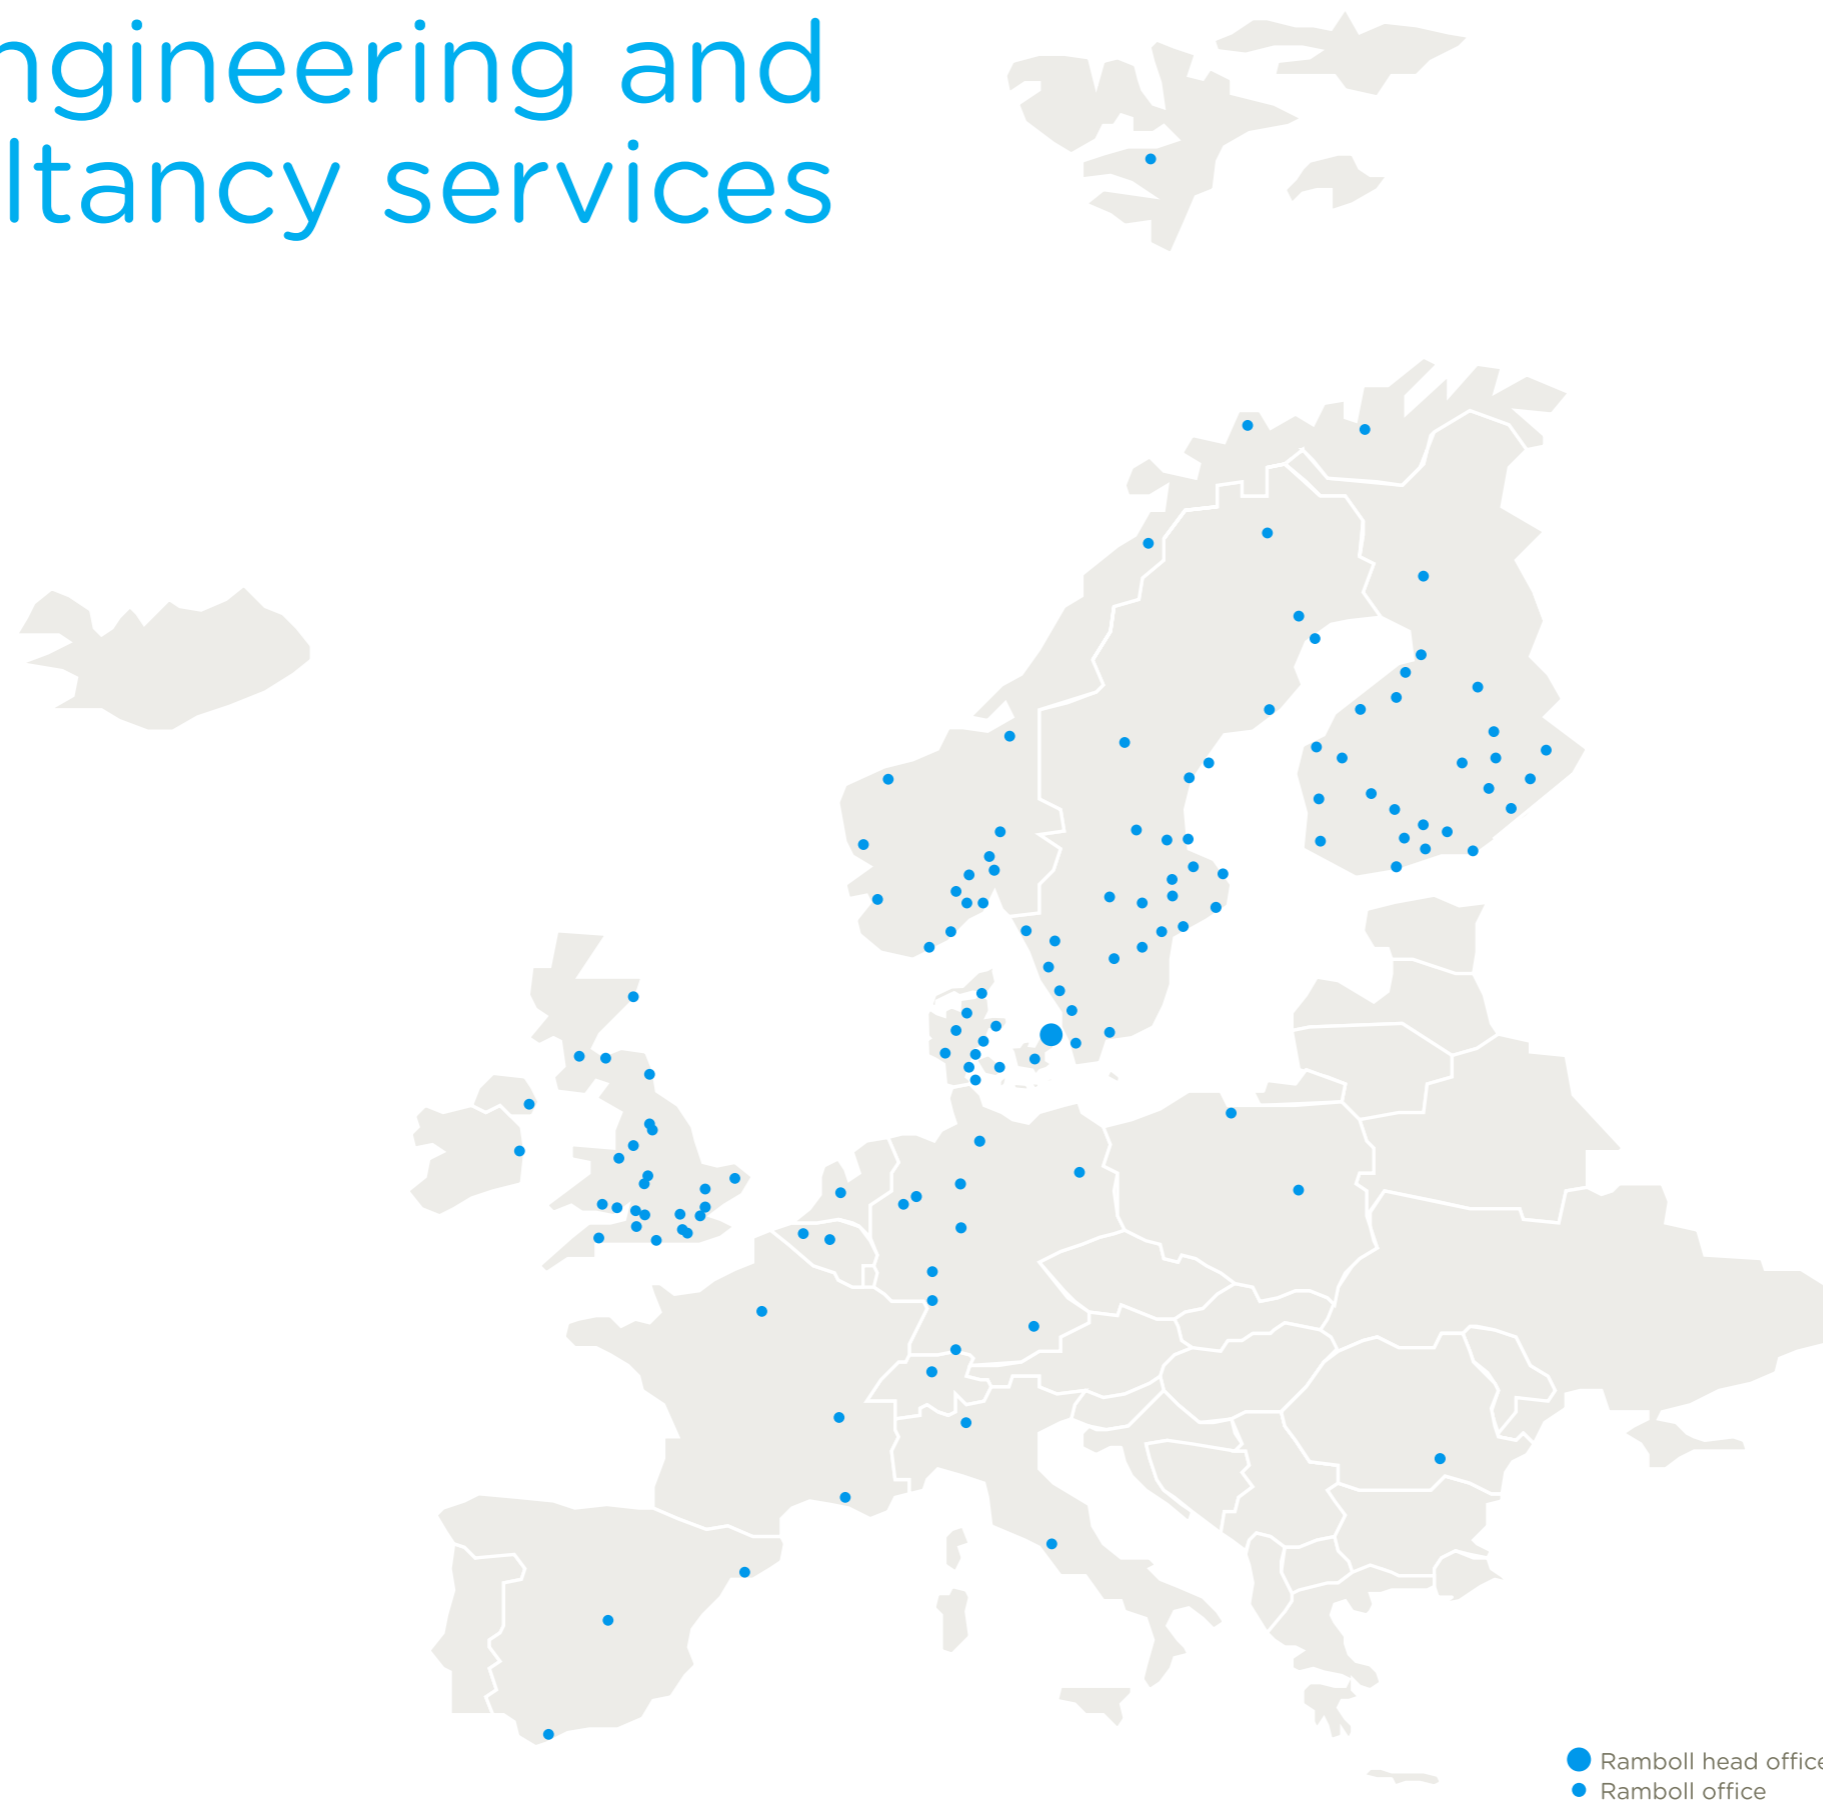 ngineering and
ltancy services
Ramboll head office
Ramboll office